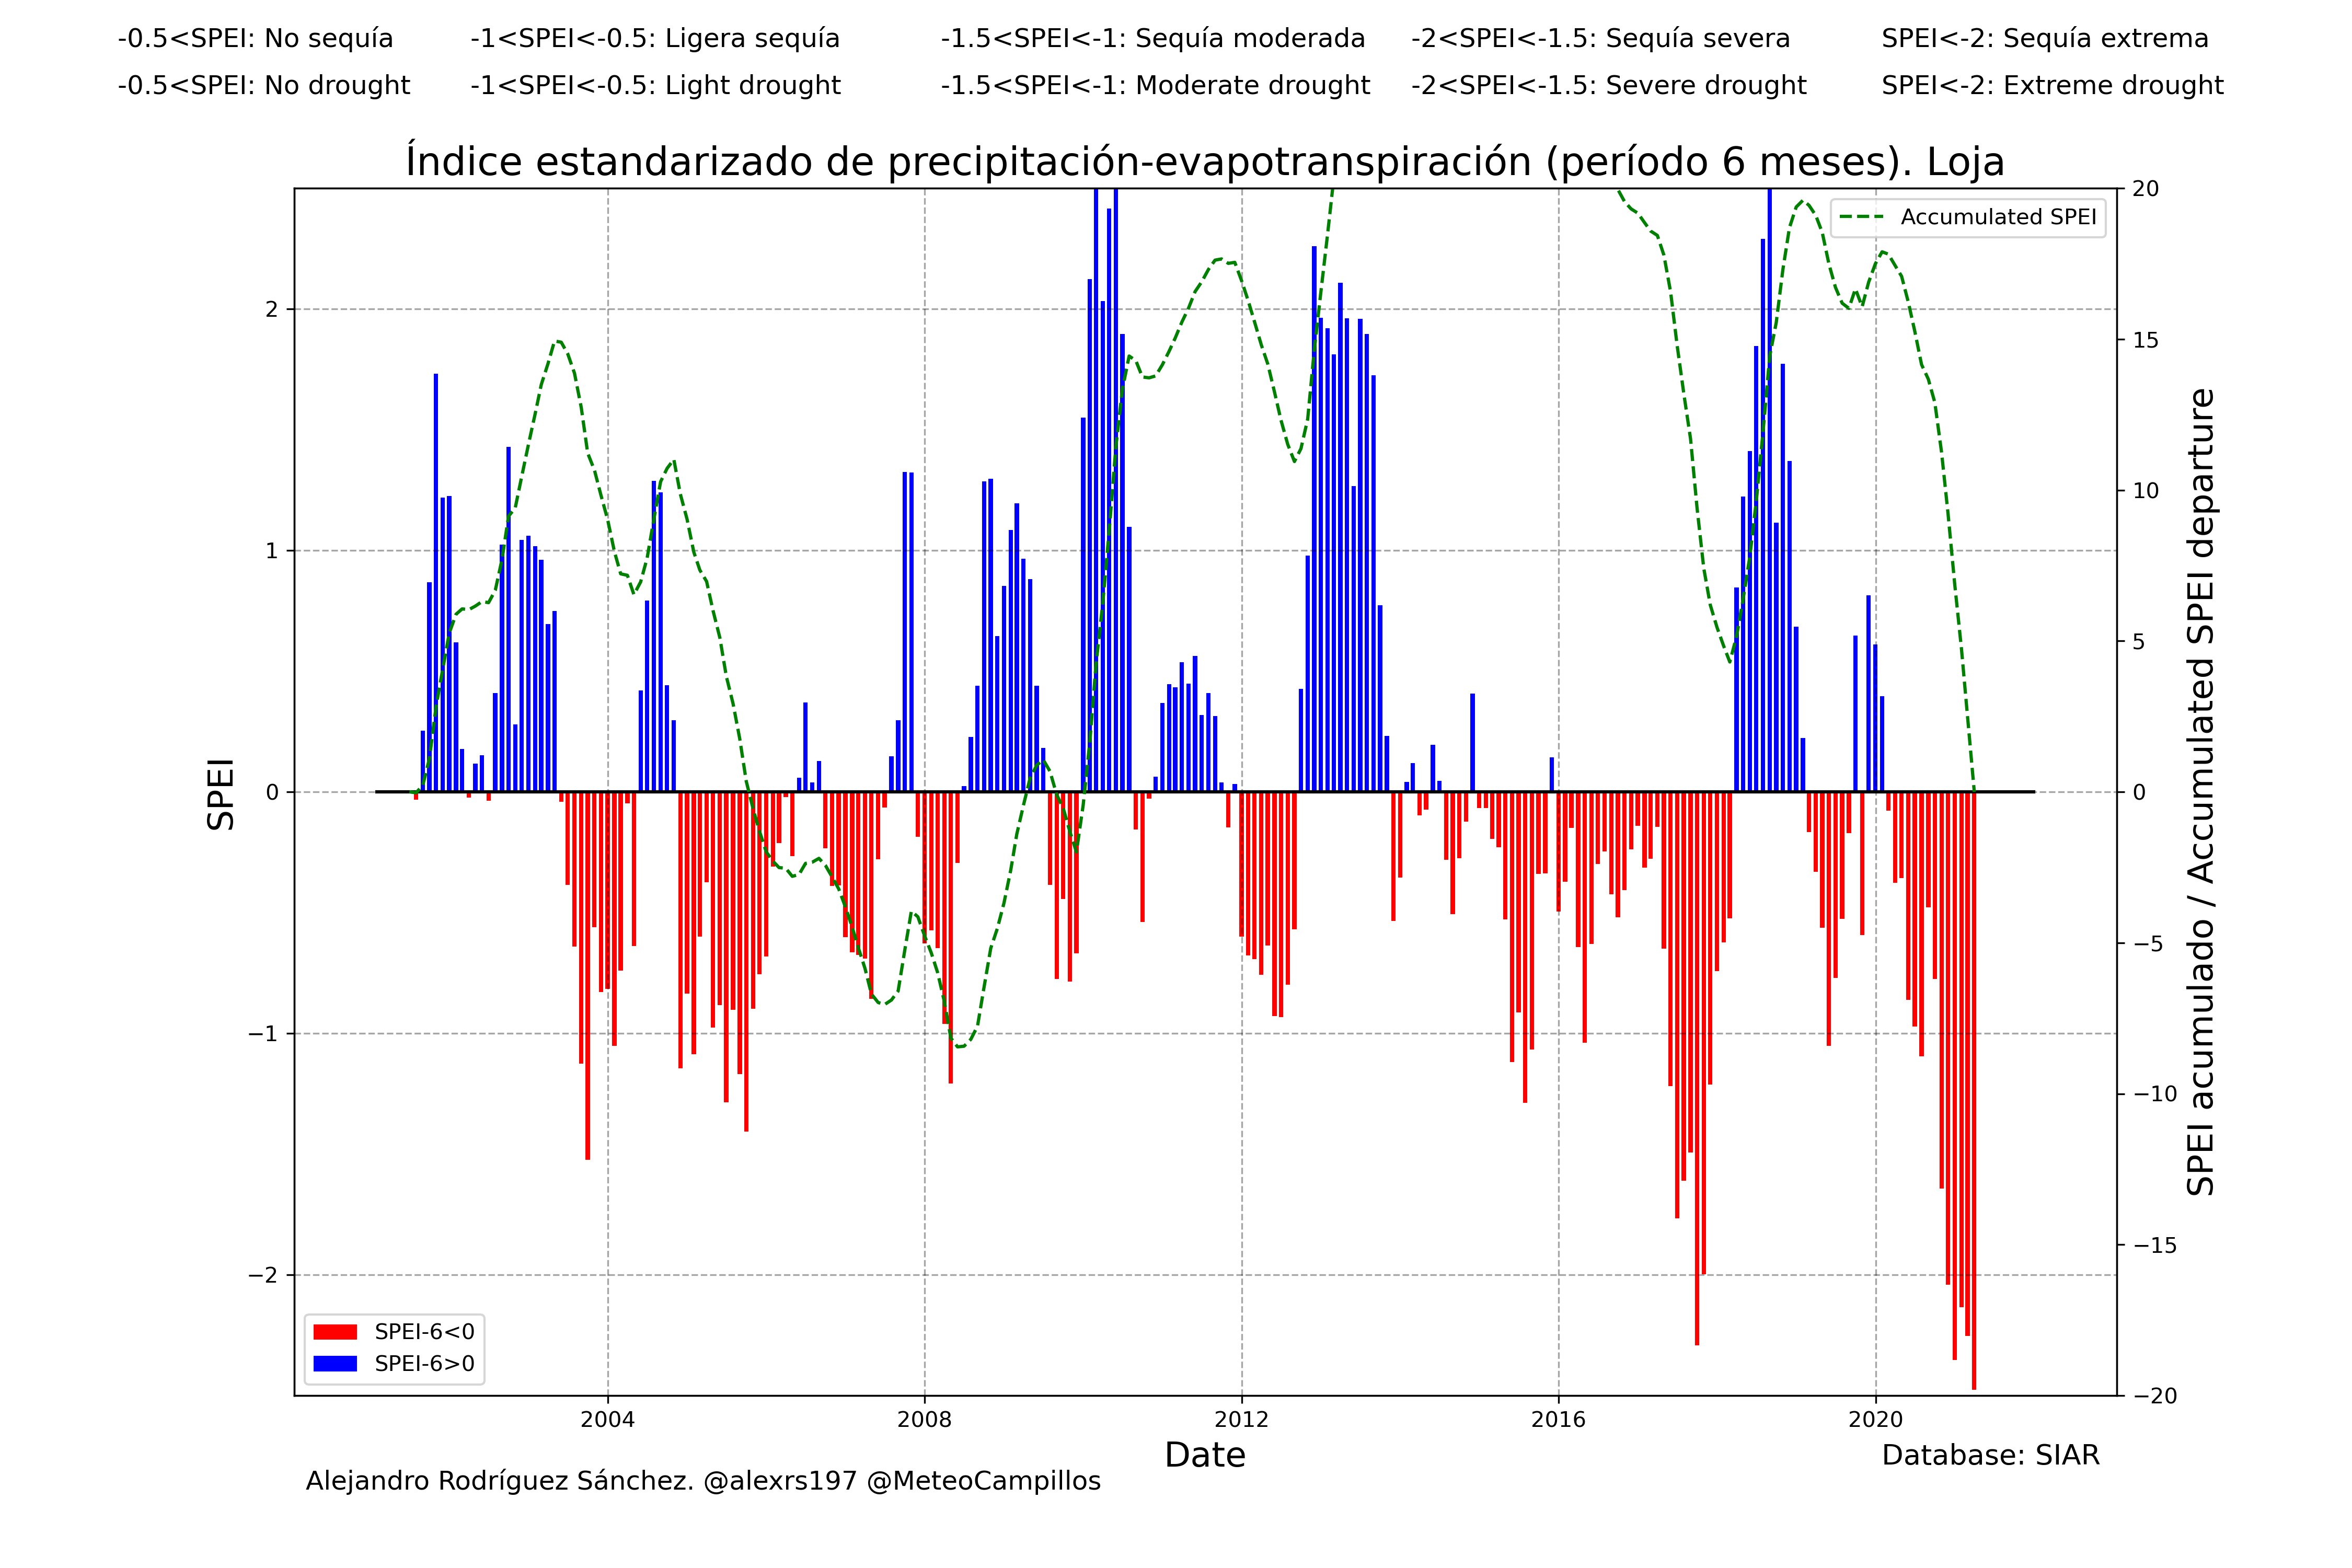 -0.5<SPEI: No sequía -1<SPEI<-0.5: Ligera sequía -1.5<SPEI<-1: Sequía moderada -2<SPEI<-1.5: Sequía severa SPEI<-2: Sequía extrema
-0.5<SPEI: No drought -1<SPEI<-0.5: Light drought -1.5<SPEI<-1: Moderate drought -2<SPEI<-1.5: Severe drought SPEI<-2: Extreme drought
Índice estandarizado de precipitación-evapotranspiración (período 6 meses). Loja
Accumulated SPEI
SPEI
2
1
0
−1
−2
20
15
10
5
0
−5
−10
−15
−20
SPEI acumulado / Accumulated SPEI departure
SPEI-6<0
SPEI-6>0
2004 2008 2012 2016 2020
Date
Database: SIAR
Alejandro Rodríguez Sánchez. @alexrs197 @MeteoCampillos